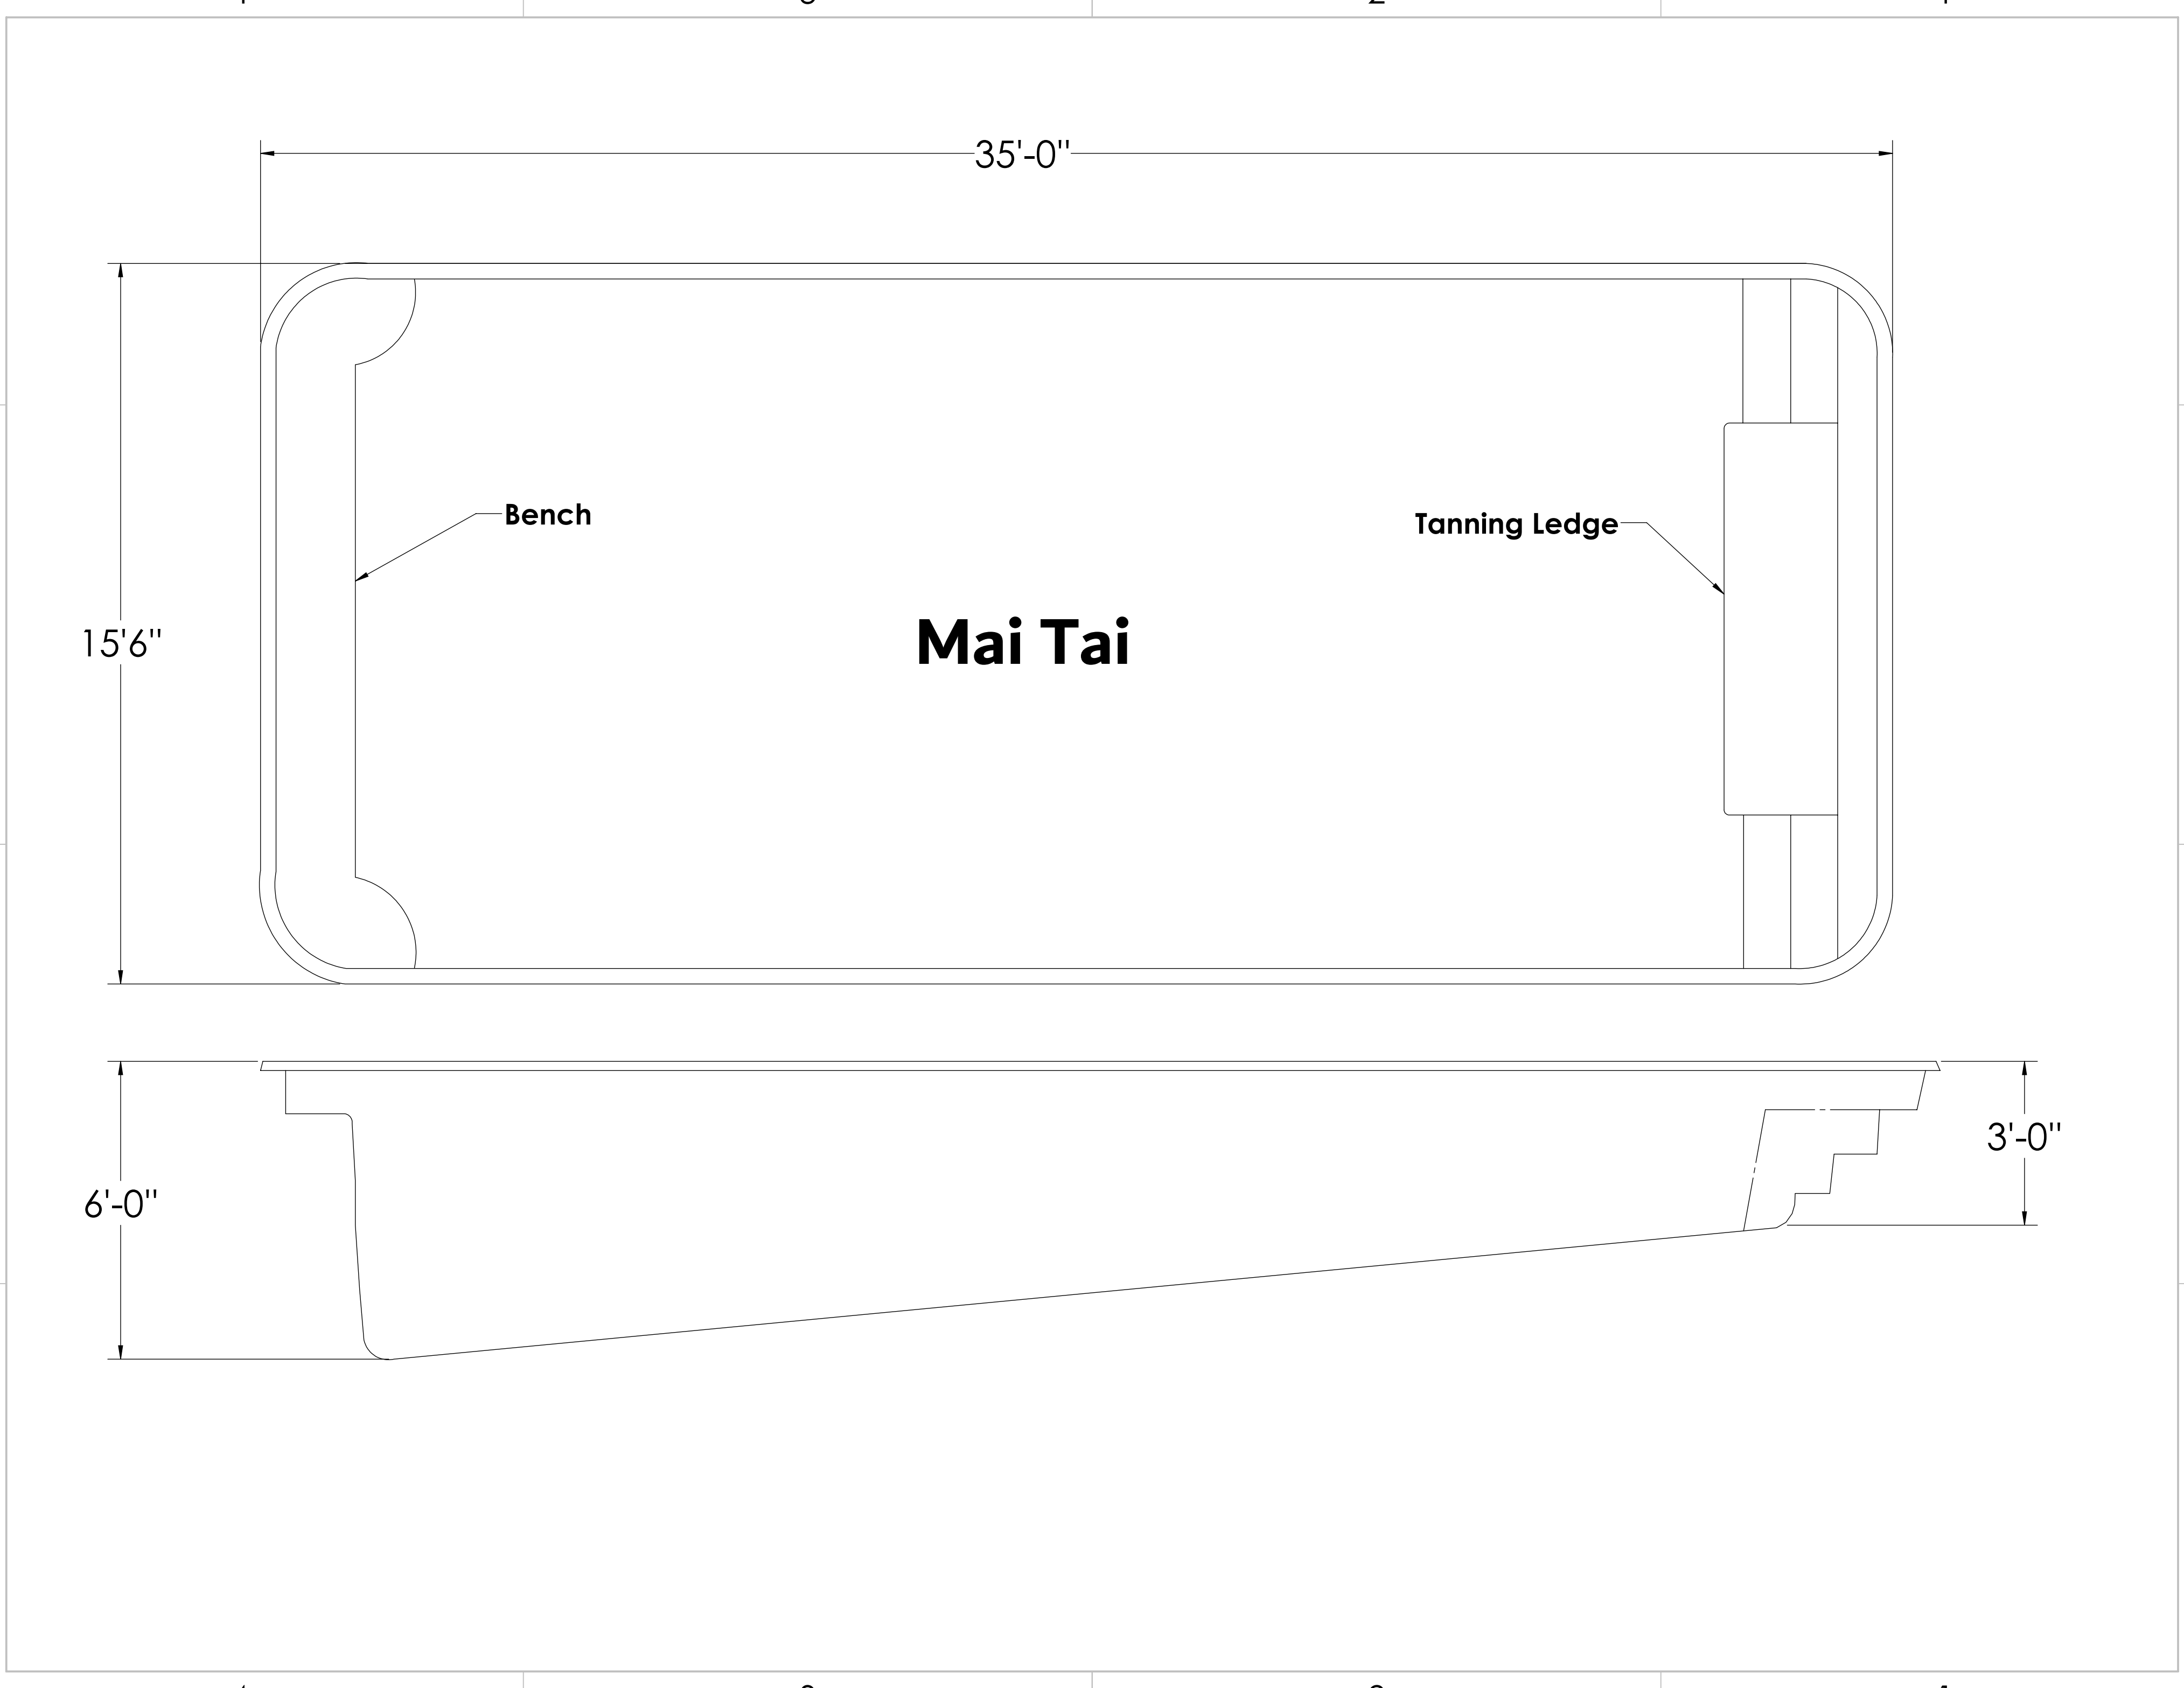 35'-0"
Bench
Tanning Ledge
15'6"
Mai Tai
6'-0"
3'-0"